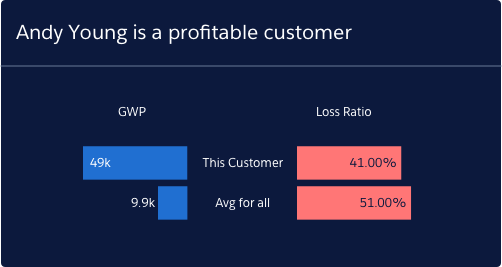 Andy Young is a profitable customer
GWP Loss Ratio
49k This Customer 41.00%
9.9k Avg for all 51.00%